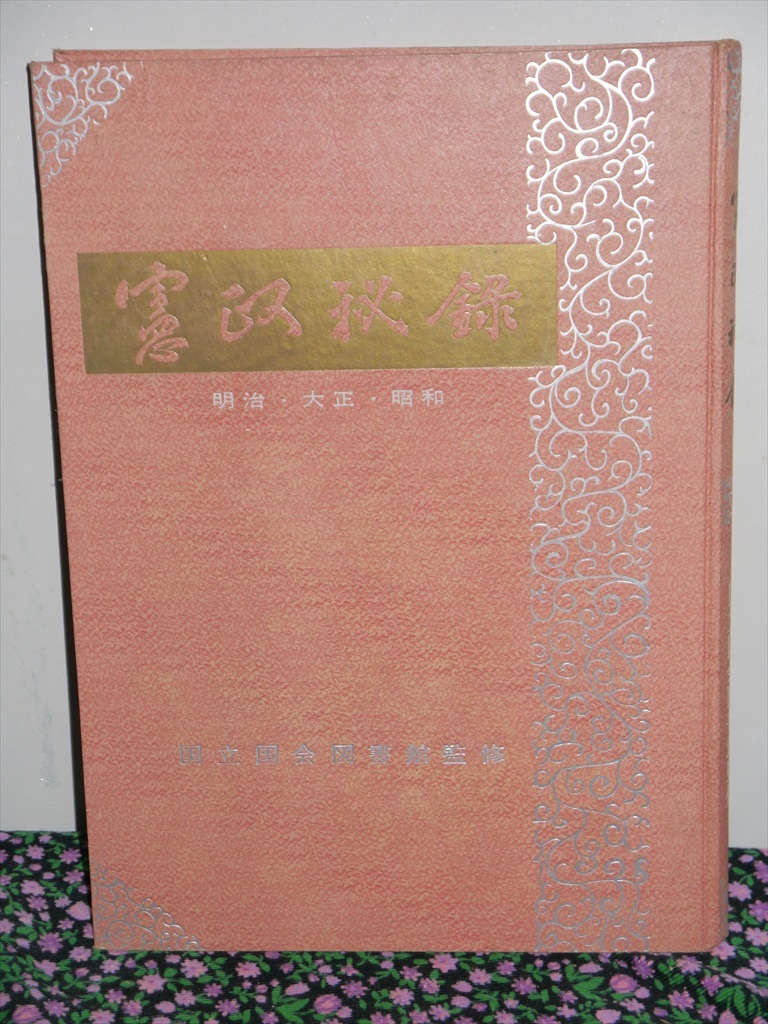 憲政秘録
明治・大正・昭和
国立国会図書館監修